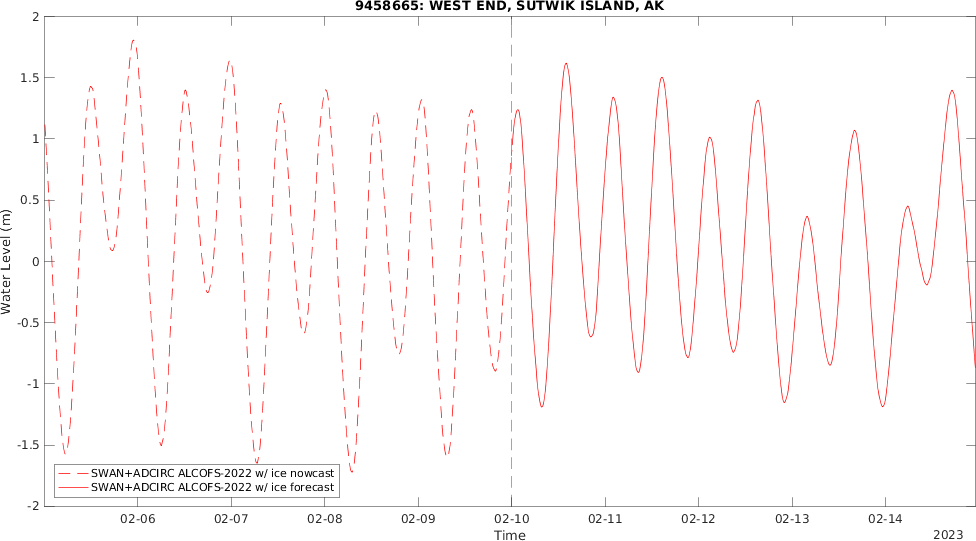 9458665: WEST END, SUTWIK ISLAND, AK
2
1.5
1
0.5
0
-0.5
-1
-1.5
-2
Water Level (m)
SWAN+ADCIRC ALCOFS-2022 w/ ice nowcast
SWAN+ADCIRC ALCOFS-2022 w/ ice forecast
02-06 02-07 02-08 02-09 02-10 02-11 02-12 02-13 02-14
Time
2023